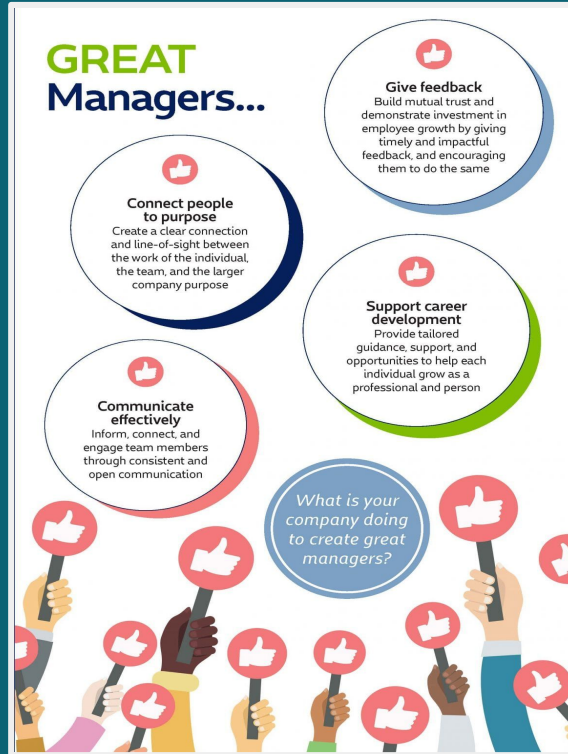 GREAT
Managers...
Give feedback
Build mutual trust and
demonstrate investment in
employee growth by giving
timely and impactful
feedback, and encouraging
them to do the same
Connect people
to purpose
Create a clear connection
and line-of-sight between
the work of the individual,
the team, and the larger
company purpose
Support career
development
Provide tailored
guidance, support, and
opportunities to help each
individual grow as a
professional and person
Communicate
effectively
Inform, connect, and
engage team members
through consistent and
open communication
What is your
company doing
to create great
managers?